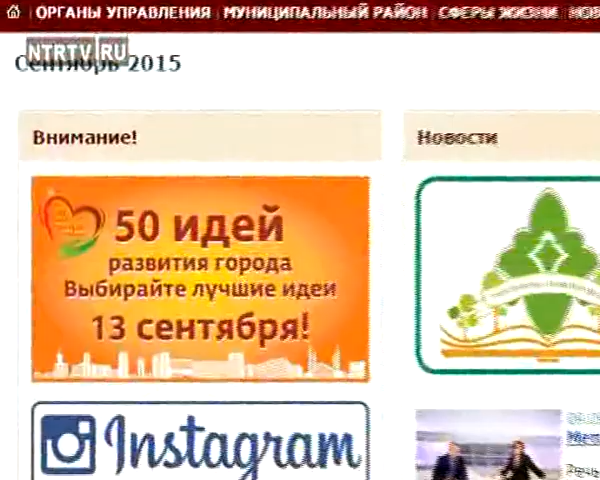 ОРГАНЫ УПРАВЛЕНИЯ МУНИЦИПАЛЬНЫЙ РАЙОН СФЕРЫ ЖИЗНИ НОВ
NTRTV RU
Сентябрь 2015
Внимание!
Новости
50 идей
развития города
Выбирайте лучшие идеи
13 сентября!
Instagram